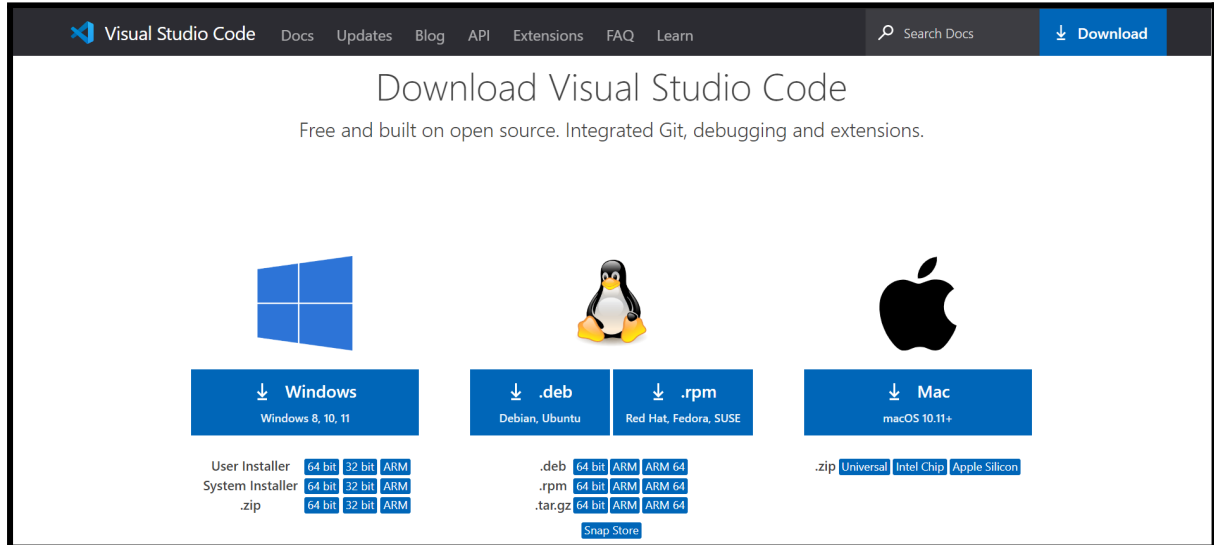 Visual Studio Code Docs Updates Blog API Extensions FAQ Learn Search Docs Download
Download Visual Studio Code
Free and built on open source. Integrated Git, debugging and extensions.
Windows
Windows 8, 10, 11
.deb
Debian, Ubuntu
.rpm
Red Hat, Fedora, SUSE
Mac
macOS 10.11+
User Installer 64 bit 32 bit ARM
System Installer 64 bit 32 bit ARM
.zip 64 bit 32 bit ARM
.deb 64 bit ARM ARM 64
.rpm 64 bit ARM ARM 64
.tar.gz 64 bit ARM ARM 64
Snap Store
.zip Universal Intel Chip Apple Silicon